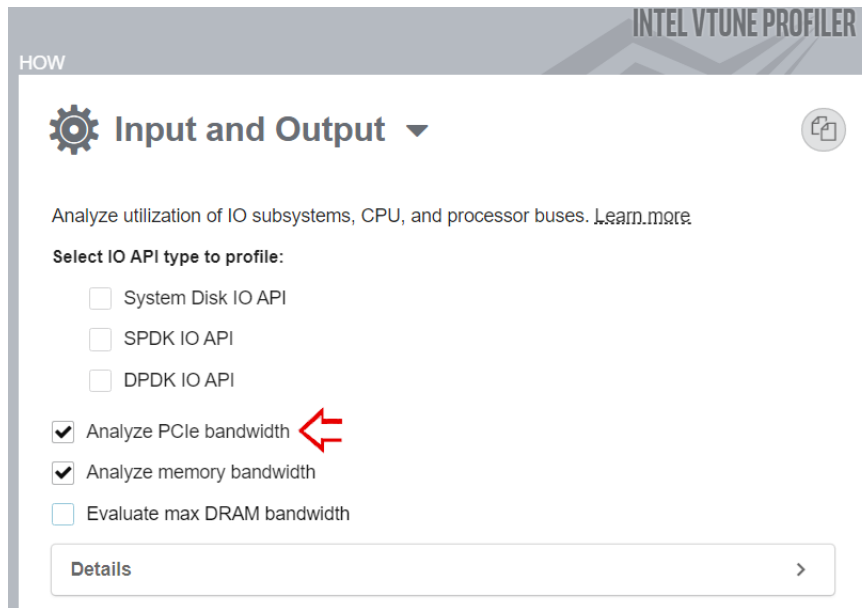 INTEL VTUNE PROFILER
HOW
Input and Output
Analyze utilization of IO subsystems, CPU, and processor buses. Learn more
Select IO API type to profile:
System Disk IO API
SPDK IO API
DPDK IO API
Analyze PCIe bandwidth
Analyze memory bandwidth
Evaluate max DRAM bandwidth
Details